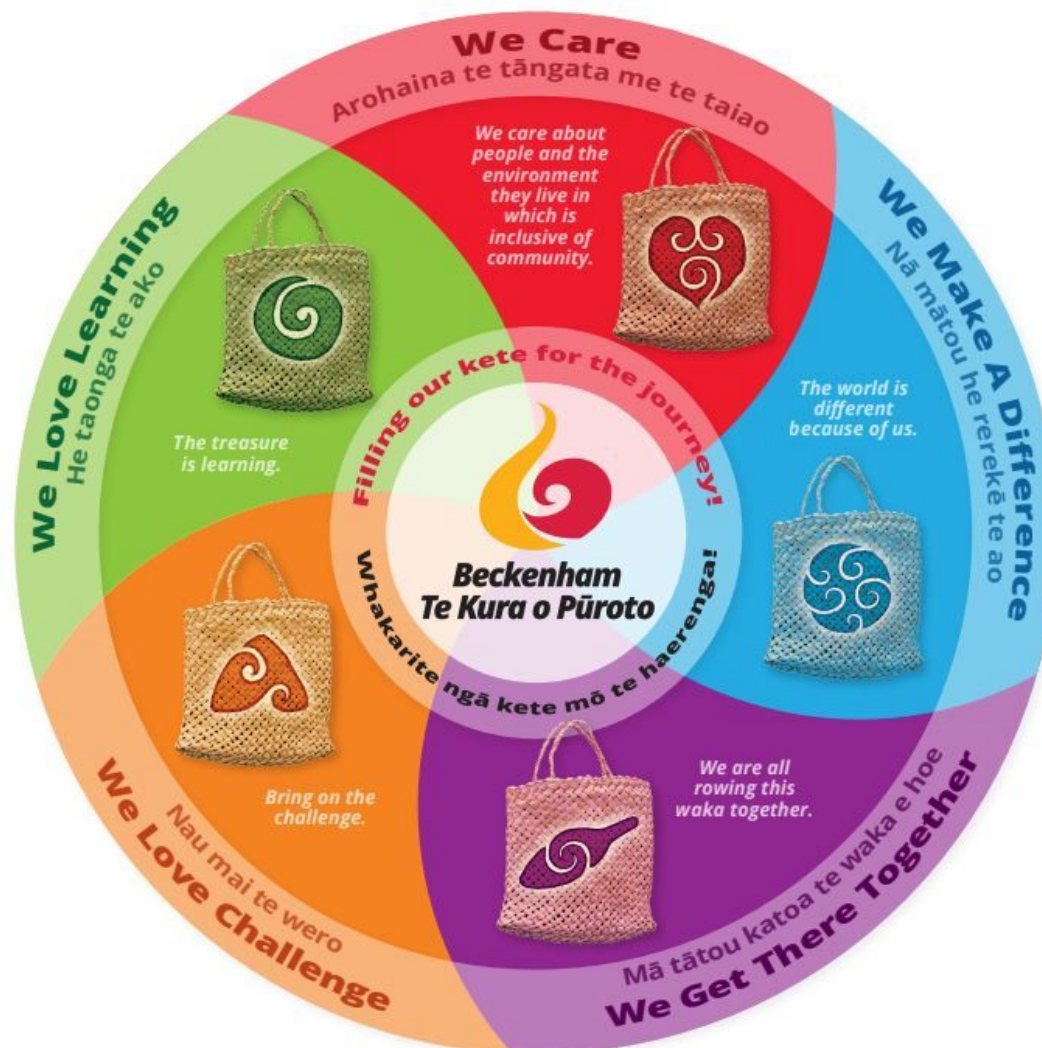 We Care
Arohaina te tāngata me te taiao
We care about
people and the
environment
they live in
which is
inclusive of
community.
We Make A Difference
Nā mātou he rerekē te ao
The world is
different
because of us.
We Get There Together
Mā tātou katoa te waka e hoe
We are all
rowing this
waka together.
We Love Challenge
Nau mai te wero
Bring on the
challenge.
We Love Learning
He taonga te ako
The treasure
is learning.
Filling our kete for the journey!
Beckenham
Te Kura o Pūroto
Whakarite ngā kete mō te haerenga!